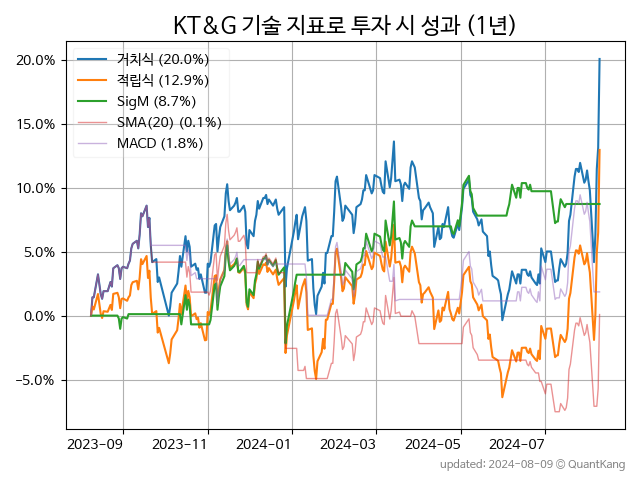 KT&G 기술 지표로 투자 시 성과 (1년)
거치식 (20.0%)
적립식 (12.9%)
SigM (8.7%)
SMA(20) (0.1%)
MACD (1.8%)
20.0%
15.0%
10.0%
5.0%
0.0%
−5.0%
2023-09 2023-11 2024-01 2024-03 2024-05 2024-07
updated: 2024-08-09 © QuantKang